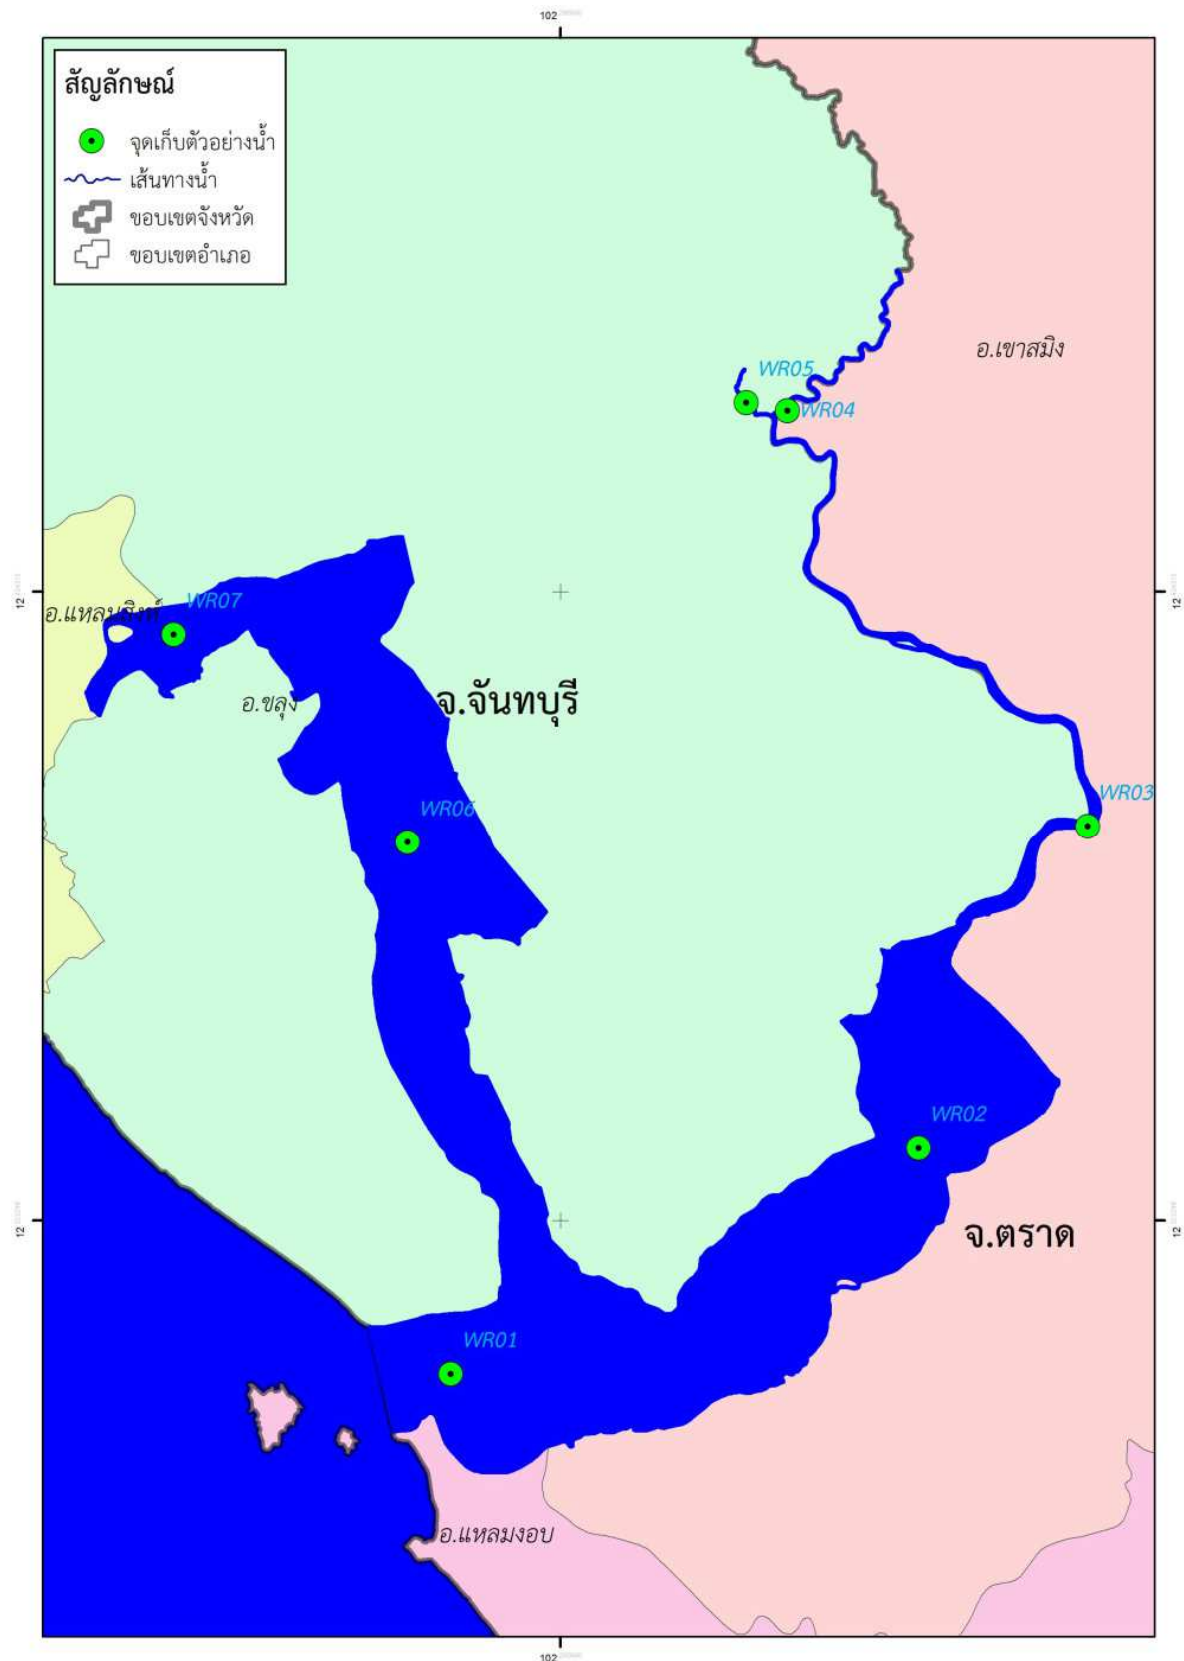 102
สัญลักษณ์
จุดเก็บตัวอย่างน้ำ
เส้นทางน้ำ
ขอบเขตจังหวัด
ขอบเขตอำเภอ
อ.เขาสมิง
WR05
WR04
12
12
อ.แหลมสิงห์
WR07
อ.ขลุง
จ.จันทบุรี
WR03
WR06
WR02
12
12
จ.ตราด
WR01
อ.แหลมงอบ
102